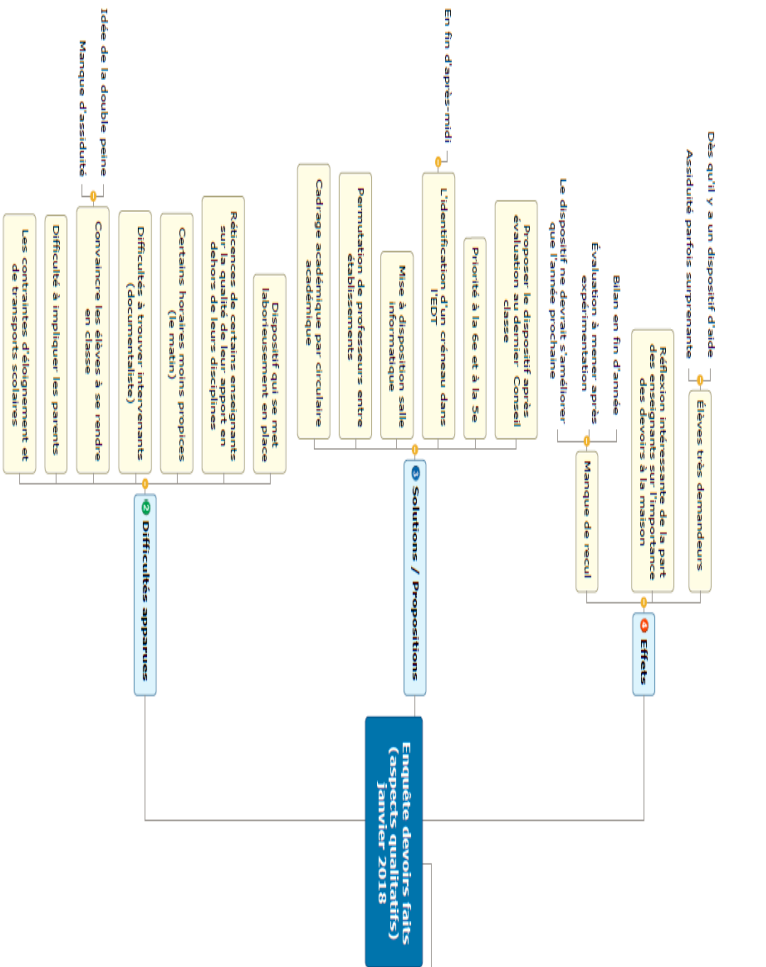 Enquête devoirs faits
(aspects qualitatifs)
janvier 2018
4 Effets
Élèves très demandeurs
Dès qu'il y a un dispositif d'aide
Assiduité parfois surprenante
Réflexion intéressante de la part
des enseignants sur l'importance
des devoirs à la maison
Manque de recul
Bilan en fin d'année
Évaluation à mener après
expérimentation
Le dispositif ne devrait s'améliorer
que l'année prochaine
3 Solutions / Propositions
Proposer le dispositif après
évaluation au dernier Conseil
classe
Priorité à la 6e et à la 5e
L'identification d'un créneau dans
l'EDT
En fin d'après-midi
Mise à disposition salle
informatique
Permutation de professeurs entre
établissements
Cadrage académique par circulaire
académique
2 Difficultés apparues
Dispositif qui se met
laborieusement en place
Réticences de certains enseignants
sur la qualité de leur apport en
dehors de leurs disciplines
Certains horaires moins propices
(le matin)
Difficultés à trouver intervenants
(documentaliste)
Convaincre les élèves à se rendre
en classe
Idée de la double peine
Manque d'assiduité
Difficulté à impliquer les parents
Les contraintes d'éloignement et
de transports scolaires